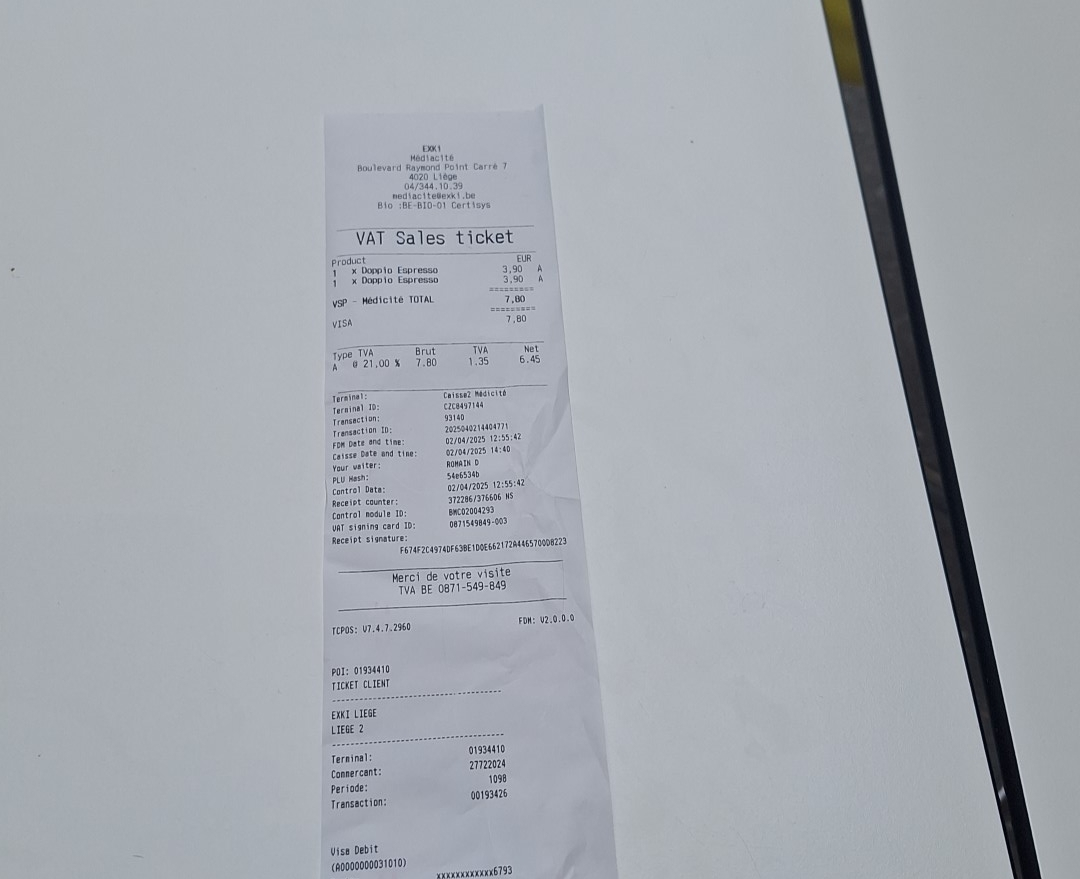 EXKI
Médiacité
Boulevard Raymond Point Carré 7
4020 Liège
04/344.10.39
mediacite@exki.be
Bio :BE-BIO-01 Certisys
VAT Sales ticket
Product EUR
1 x Doppio Espresso 3,90 A
1 x Doppio Espresso 3,90 A
=========
VSP - Médicité TOTAL 7,80
=========
VISA 7,80
Type TVA Brut TVA Net
A @ 21,00 % 7.80 1.35 6.45
Terminal: Caisse2 Médicité
Terminal ID: CZC8497144
Transaction: 93140
Transaction ID: 2025040214404771
FDM Date and time: 02/04/2025 12:55:42
Caisse Date and time: 02/04/2025 14:40
Your waiter: ROMAIN D
PLU Hash: 54e6534b
Control Data: 02/04/2025 12:55:42
Receipt counter: 372286/376606 NS
Control module ID: BMC02004293
VAT signing card ID: 0871549849-003
Receipt signature:
F674F2C4974DF63BE1D0E662172A4465700D8223
Merci de votre visite
TVA BE 0871-549-849
TCPOS: V7.4.7.2960 FDM: V2.0.0.0
POI: 01934410
TICKET CLIENT
--------------------------------
EXKI LIEGE
LIEGE 2
--------------------------------
Terminal: 01934410
Commercant: 27722024
Periode: 1098
Transaction: 00193426
Visa Debit
(A0000000031010)
xxxxxxxxxxxx6793